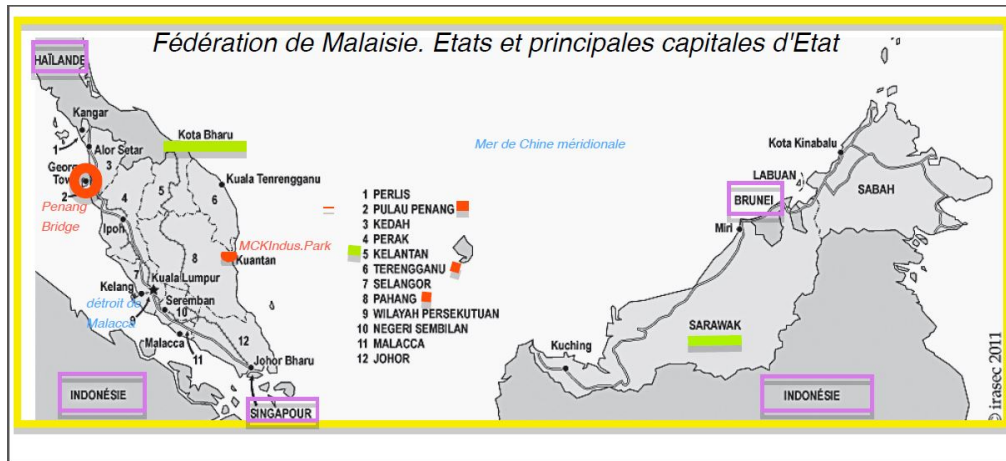 Fédération de Malaisie. Etats et principales capitales d'Etat
HAÏLANDE
Kangar
Kota Bharu
Mer de Chine méridionale
Kota Kinabalu
1
Alor Setar
3
George
Town
2
5
6
Kuala Tenrengganu
LABUAN
SABAH
BRUNEI
Penang
Bridge
4
Ipoh
Miri
8
MCKIndus.Park
Kuantan
1 PERLIS
2 PULAU PENANG
3 KEDAH
4 PERAK
5 KELANTAN
6 TERENGGANU
7 SELANGOR
8 PAHANG
9 WILAYAH PERSEKUTUAN
10 NEGERI SEMBILAN
11 MALACCA
12 JOHOR
7
Kuala Lumpur
Kelang
détroit de
Malacca
Seremban
10
9
Malacca
11
12
Johor Bharu
SARAWAK
Kuching
INDONÉSIE
SINGAPOUR
INDONÉSIE
© irasec 2011